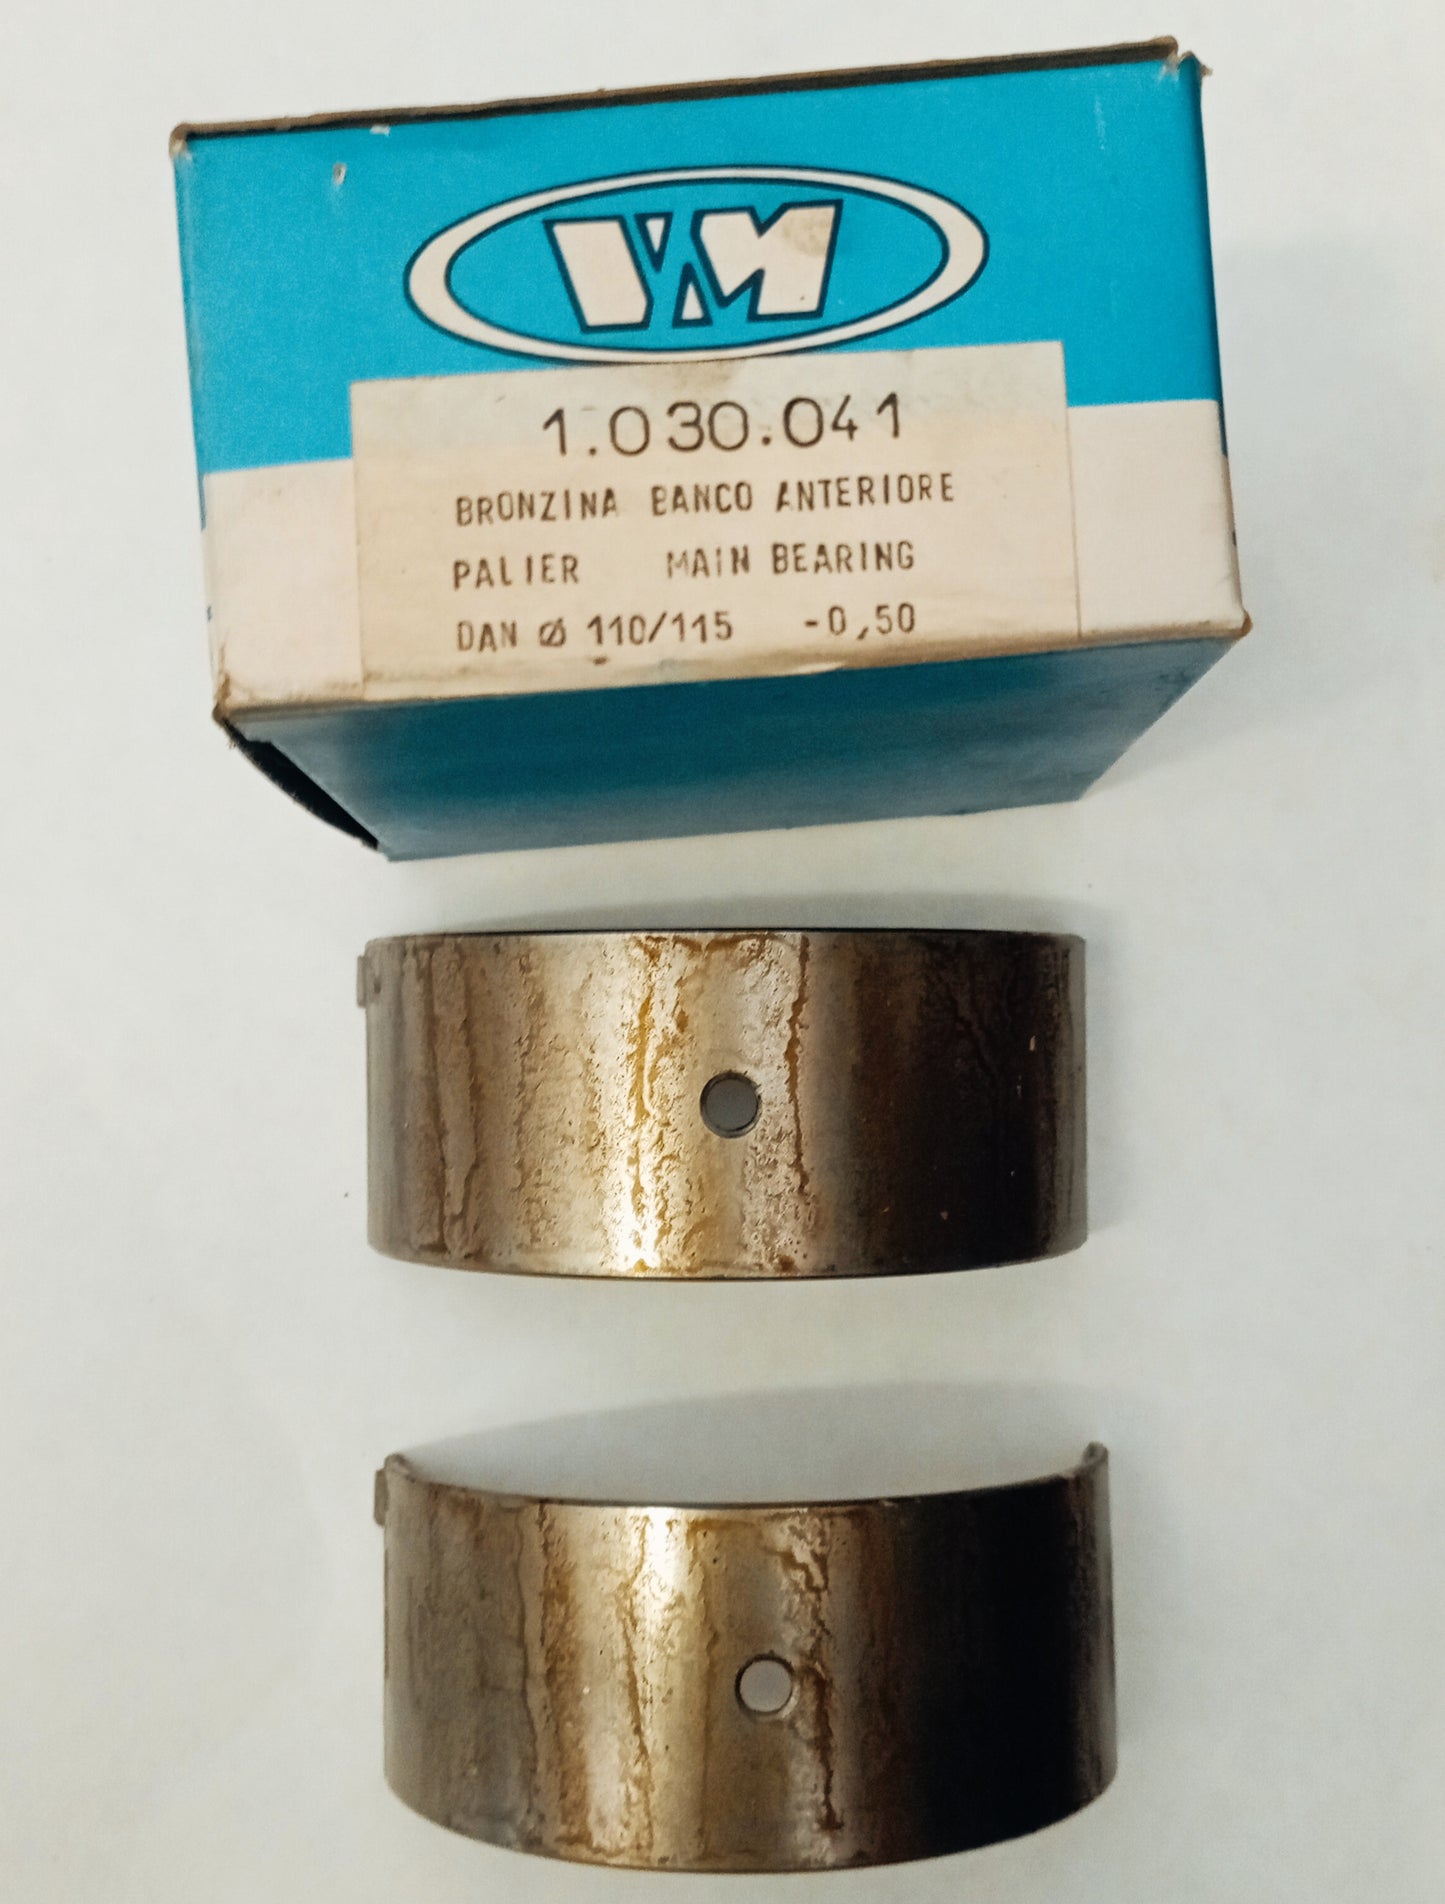 VM
1.030.041
BRONZINA BANCO ANTERIORE
PALIER MAIN BEARING
DAN Ø 110/115 -0,50